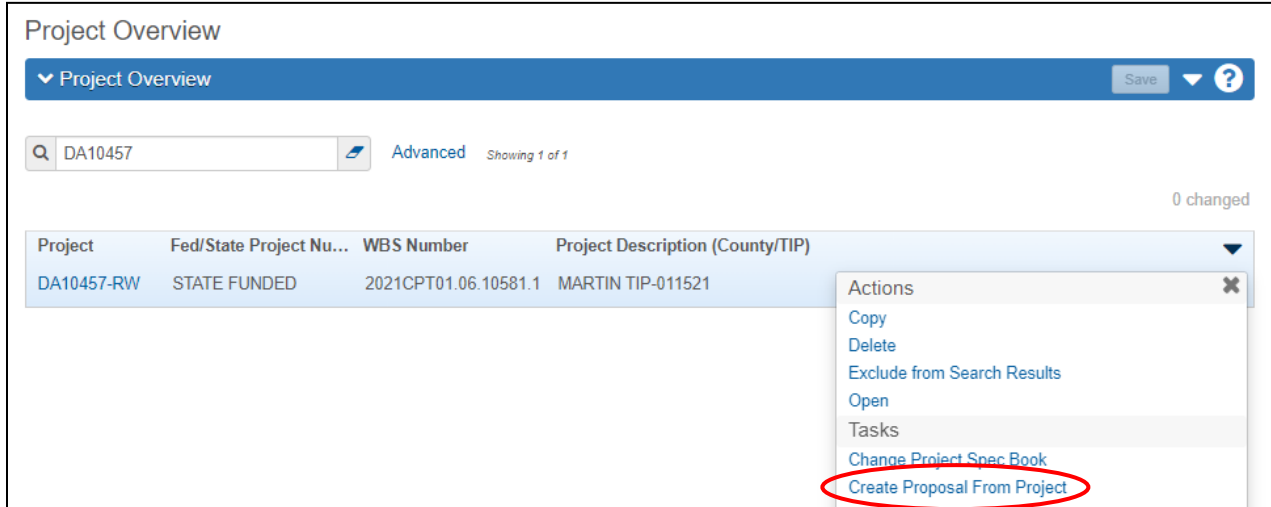 Project Overview
Project Overview Save ?
DA10457 Advanced Showing 1 of 1
0 changed
Project Fed/State Project Nu... WBS Number Project Description (County/TIP)
DA10457-RW STATE FUNDED 2021CPT01.06.10581.1 MARTIN TIP-011521
Actions
Copy
Delete
Exclude from Search Results
Open
Tasks
Change Project Spec Book
Create Proposal From Project